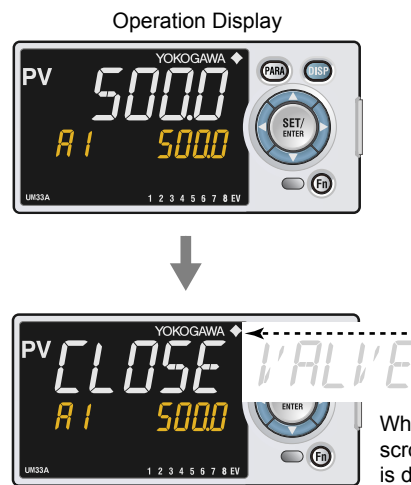 Operation Display
YOKOGAWA
PV 500.0
PARA DISP
A1 500.0
SET/
ENTER
Fn
UM33A 1 2 3 4 5 6 7 8 EV
YOKOGAWA
PV CLOSE VALVE
A1 500.0
ENTER
Wh
scro
is d
Fn
UM33A 1 2 3 4 5 6 7 8 EV